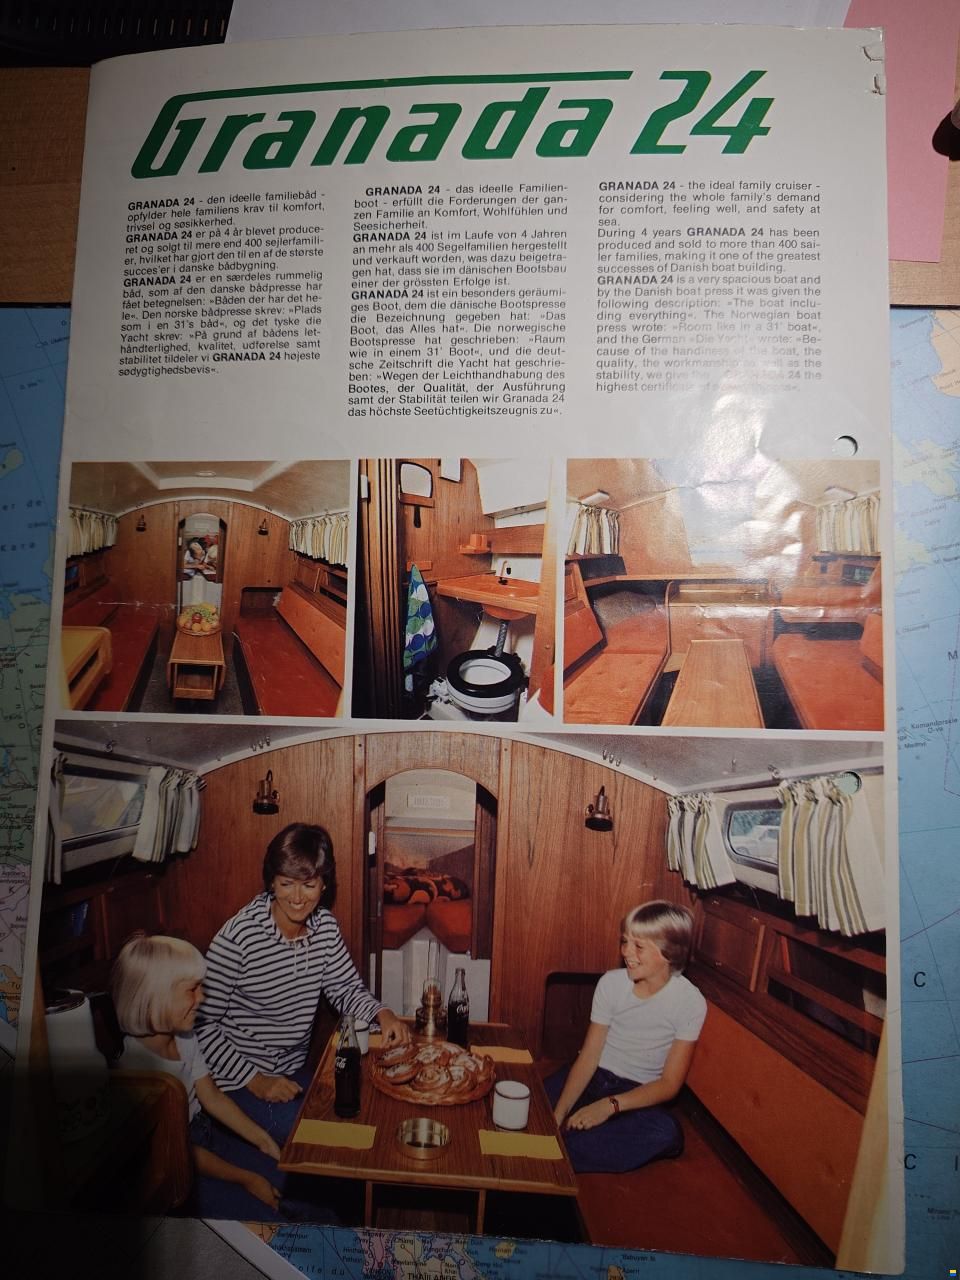 Granada 24
GRANADA 24 - den ideelle familiebåd -
opfylder hele familiens krav til komfort,
trivsel og søsikkerhed.
GRANADA 24 er på 4 år blevet produce-
ret og solgt til mere end 400 sejlerfamili-
er, hvilket har gjort den til en af de største
succes'er i danske bådbygning.
GRANADA 24 er en særdeles rummelig
båd, som af den danske bådpresse har
fået betegnelsen: »Båden der har det he-
le«. Den norske bådpresse skrev: »Plads
som i en 31's båd«, og det tyske die
Yacht skrev: »På grund af bådens let-
håndterlighed, kvalitet, udførelse samt
stabilitet tildeler vi GRANADA 24 højeste
sødygtighedsbevis«.
GRANADA 24 - das ideelle Familien-
boot - erfüllt die Forderungen der gan-
zen Familie an Komfort, Wohlfühlen und
Seesicherheit.
GRANADA 24 ist im Laufe von 4 Jahren
an mehr als 400 Segelfamilien hergestellt
und verkauft worden, was dazu beigetra-
gen hat, dass sie im dänischen Bootsbau
einer der grössten Erfolge ist.
GRANADA 24 ist ein besonders geräumi-
ges Boot, dem die dänische Bootspresse
die Bezeichnung gegeben hat: »Das
Boot, das Alles hat«. Die norwegische
Bootspresse hat geschrieben: »Raum
wie in einem 31' Boot«, und die deut-
sche Zeitschrift die Yacht hat geschrie-
ben: »Wegen der Leichthandhabung des
Bootes, der Qualität, der Ausführung
samt der Stabilität teilen wir Granada 24
das höchste Seetüchtigkeitszeugnis zu«.
GRANADA 24 - the ideal family cruiser -
considering the whole family's demand
for comfort, feeling well, and safety at
sea.
During 4 years GRANADA 24 has been
produced and sold to more than 400 sai-
ler families, making it one of the greatest
successes of Danish boat building.
GRANADA 24 is a very spacious boat and
by the Danish boat press it was given the
following description: »The boat inclu-
ding everything«. The Norwegian boat
press wrote: »Room like in a 31' boat«,
and the German »Die Yacht« wrote: »Be-
cause of the handiness of the boat, the
quality, the workmanship as well as the
stability, we give the GRANADA 24 the
highest certificate of
Coca-Cola
THAILAND
C
C
M
Kara